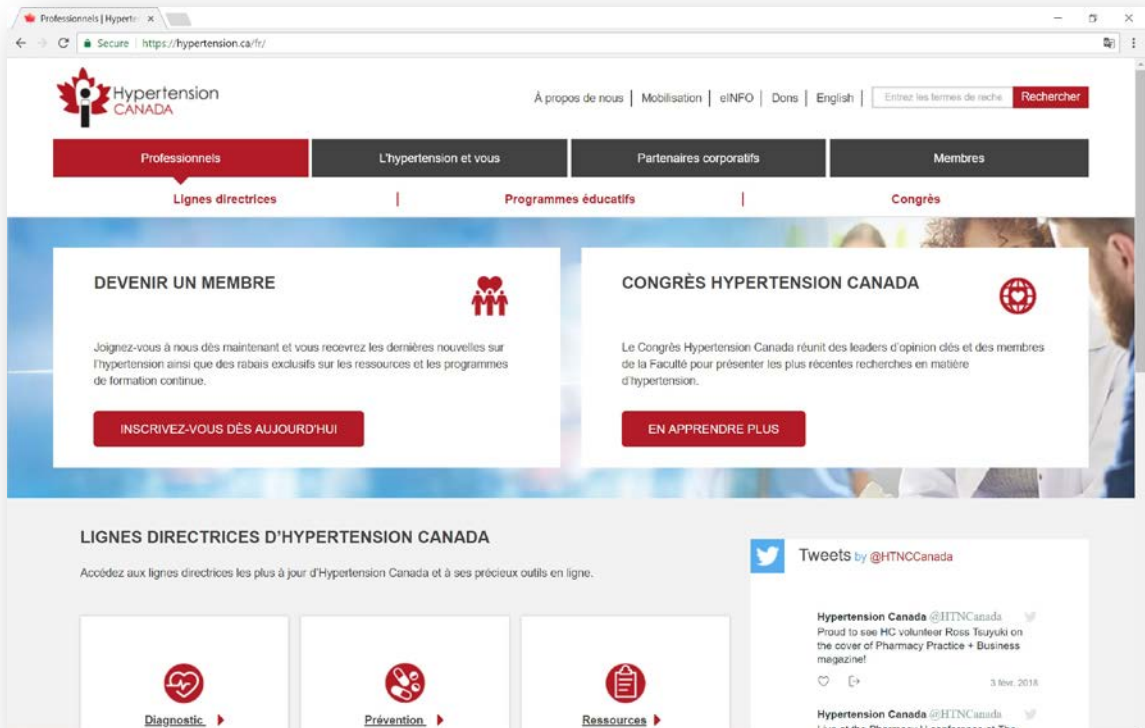 Professionnels | Hyperte
Secure https://hypertension.ca/fr/
Hypertension
CANADA
À propos de nous | Mobilisation | eINFO | Dons | English |
Entrez les termes de reche
Rechercher
Professionnels
L'hypertension et vous
Partenaires corporatifs
Membres
Lignes directrices | Programmes éducatifs | Congrès
DEVENIR UN MEMBRE
Joignez-vous à nous dès maintenant et vous recevrez les dernières nouvelles sur
l'hypertension ainsi que des rabais exclusifs sur les ressources et les programmes
de formation continue.
INSCRIVEZ-VOUS DÈS AUJOURD'HUI
CONGRÈS HYPERTENSION CANADA
Le Congrès Hypertension Canada réunit des leaders d'opinion clés et des membres
de la Faculté pour présenter les plus récentes recherches en matière
d'hypertension.
EN APPRENDRE PLUS
LIGNES DIRECTRICES D'HYPERTENSION CANADA
Accédez aux lignes directrices les plus à jour d'Hypertension Canada et à ses précieux outils en ligne.
Diagnostic
Prévention
Ressources
Tweets by @HTNCCanada
Hypertension Canada @HTNCanada
Proud to see HC volunteer Ross Tsuyuki on
the cover of Pharmacy Practice + Business
magazine!
3 févr. 2018
Hypertension Canada @HTNCanada
Live at the Pharmacy U conference at The